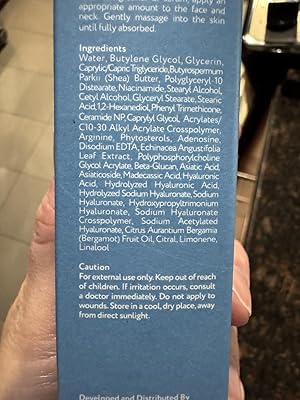 appropriate amount to the face and
neck. Gently massage into the skin
until fully absorbed.
Ingredients
Water, Butylene Glycol, Glycerin,
Caprylic/Capric Triglyceride, Butyrospermum
Parkii (Shea) Butter, Polyglyceryl-10
Distearate, Niacinamide, Stearyl Alcohol,
Cetyl Alcohol, Glyceryl Stearate, Stearic
Acid, 1,2-Hexanediol, Phenyl Trimethicone,
Ceramide NP, Caprylyl Glycol, Acrylates/
C10-30 Alkyl Acrylate Crosspolymer,
Arginine, Phytosterols, Adenosine,
Disodium EDTA, Echinacea Angustifolia
Leaf Extract, Polyphosphorylcholine
Glycol Acrylate, Beta-Glucan, Asiatic Acid,
Asiaticoside, Madecassic Acid, Hyaluronic
Acid, Hydrolyzed Hyaluronic Acid,
Hydrolyzed Sodium Hyaluronate, Sodium
Hyaluronate, Hydroxypropyltrimonium
Hyaluronate, Sodium Hyaluronate
Crosspolymer, Sodium Acetylated
Hyaluronate, Citrus Aurantium Bergamia
(Bergamot) Fruit Oil, Citral, Limonene,
Linalool
Caution
For external use only. Keep out of reach
of children. If irritation occurs, consult
a doctor immediately. Do not apply to
wounds. Store in a cool, dry place, away
from direct sunlight.
Developed and Distributed By